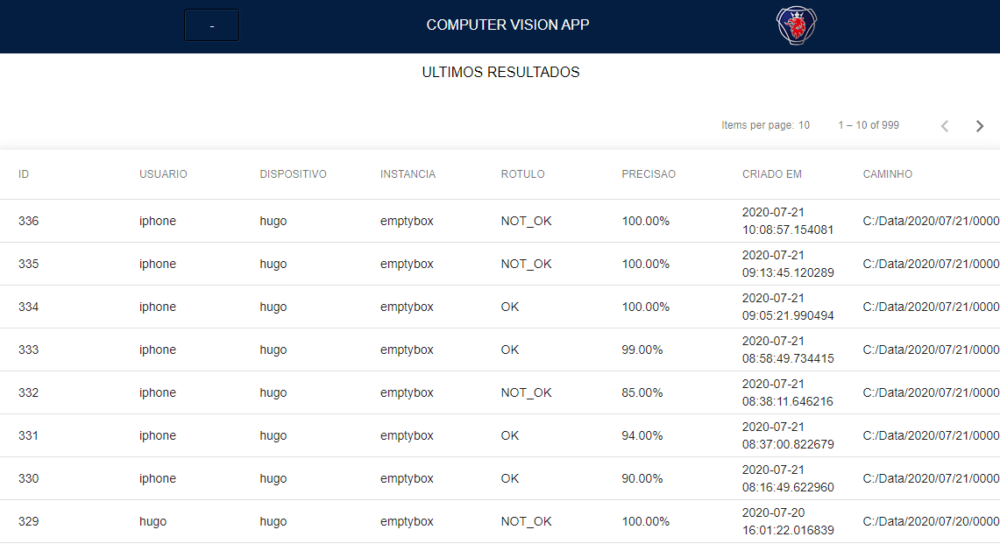 -
COMPUTER VISION APP
ULTIMOS RESULTADOS
Items per page: 10 1 – 10 of 999
ID USUARIO DISPOSITIVO INSTANCIA ROTULO PRECISAO CRIADO EM CAMINHO
336 iphone hugo emptybox NOT_OK 100.00% 2020-07-21 10:08:57.154081 C:/Data/2020/07/21/0000
335 iphone hugo emptybox NOT_OK 100.00% 2020-07-21 09:13:45.120289 C:/Data/2020/07/21/0000
334 iphone hugo emptybox OK 100.00% 2020-07-21 09:05:21.990494 C:/Data/2020/07/21/0000
333 iphone hugo emptybox OK 99.00% 2020-07-21 08:58:49.734415 C:/Data/2020/07/21/0000
332 iphone hugo emptybox NOT_OK 85.00% 2020-07-21 08:38:11.646216 C:/Data/2020/07/21/0000
331 iphone hugo emptybox OK 94.00% 2020-07-21 08:37:00.822679 C:/Data/2020/07/21/0000
330 iphone hugo emptybox OK 90.00% 2020-07-21 08:16:49.622960 C:/Data/2020/07/21/0000
329 hugo hugo emptybox NOT_OK 100.00% 2020-07-20 16:01:22.016839 C:/Data/2020/07/20/0000